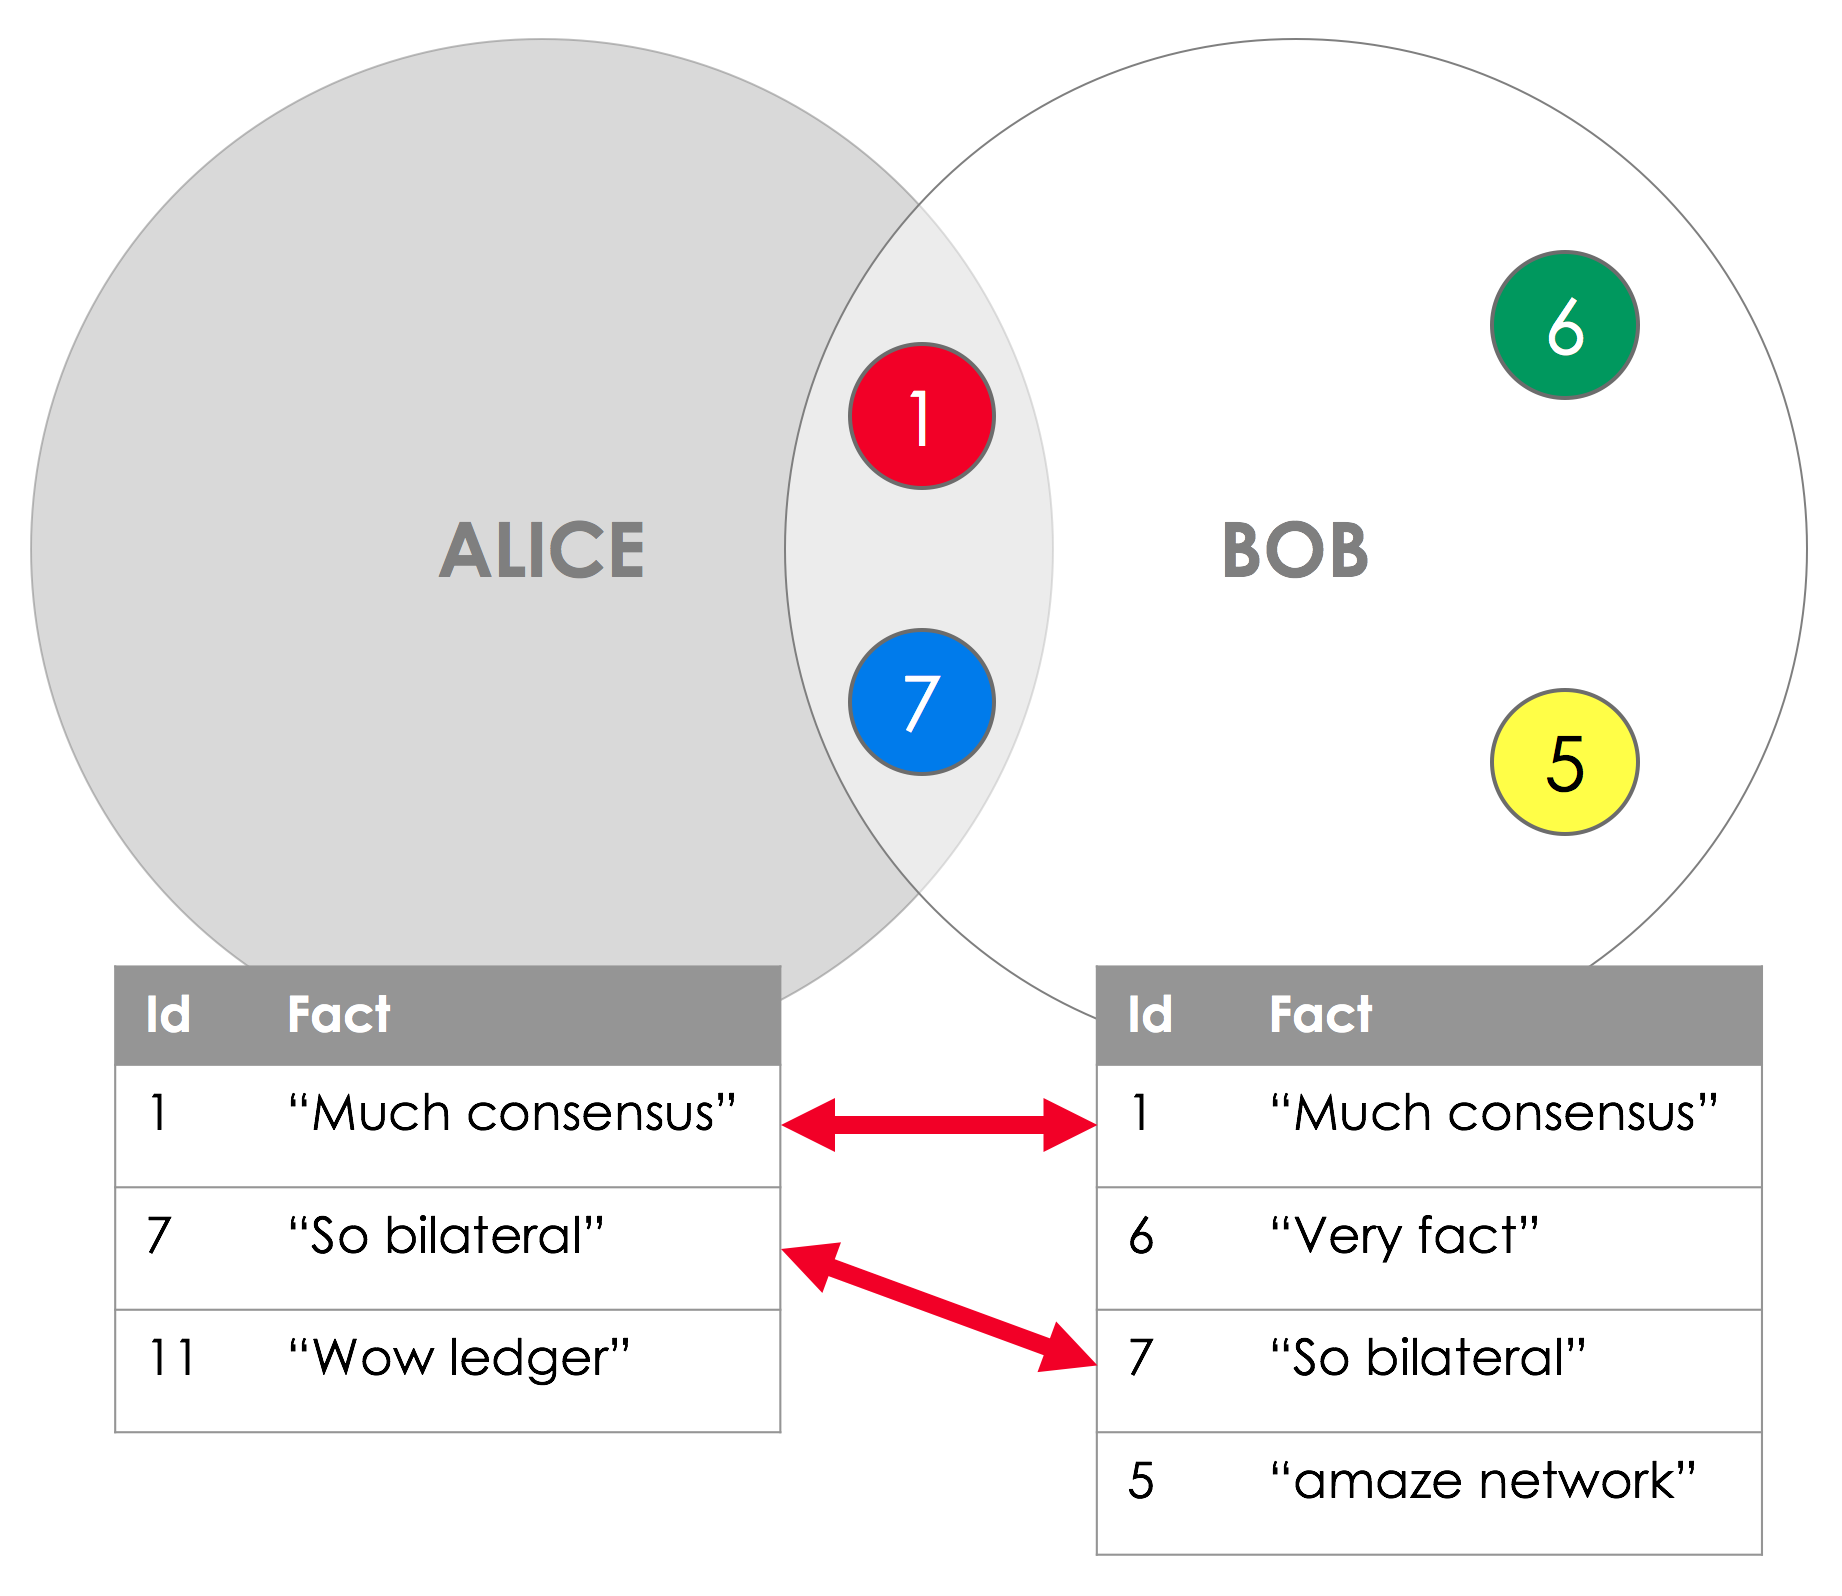 1
6
ALICE
BOB
7
5
Id Fact
1 “Much consensus”
7 “So bilateral”
11 “Wow ledger”
Id Fact
1 “Much consensus”
6 “Very fact”
7 “So bilateral”
5 “amaze network”